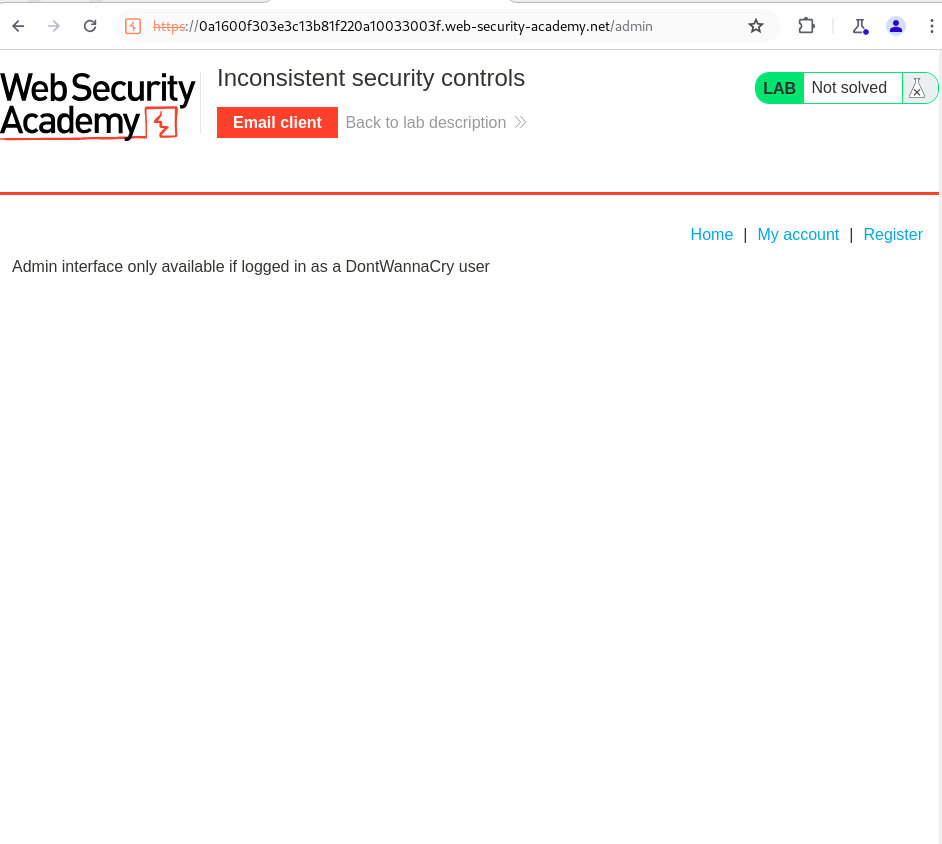 https://0a1600f303e3c13b81f220a10033003f.web-security-academy.net/admin
Web Security
Academy
Inconsistent security controls
Email client
Back to lab description
LAB
Not solved
Home | My account | Register
Admin interface only available if logged in as a DontWannaCry user